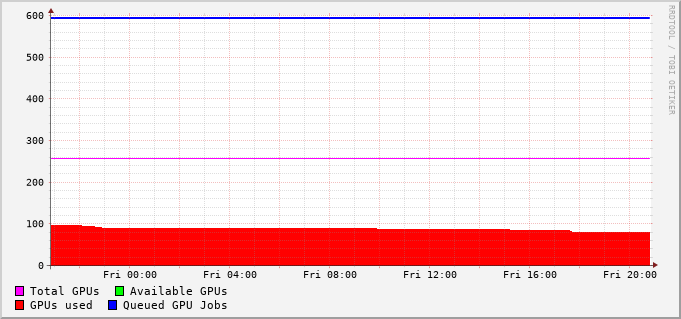 RRDTOOL / TOBI OETIKER
600
500
400
300
200
100
0
Fri 00:00 Fri 04:00 Fri 08:00 Fri 12:00 Fri 16:00 Fri 20:00
Total GPUs Available GPUs
GPUs used Queued GPU Jobs